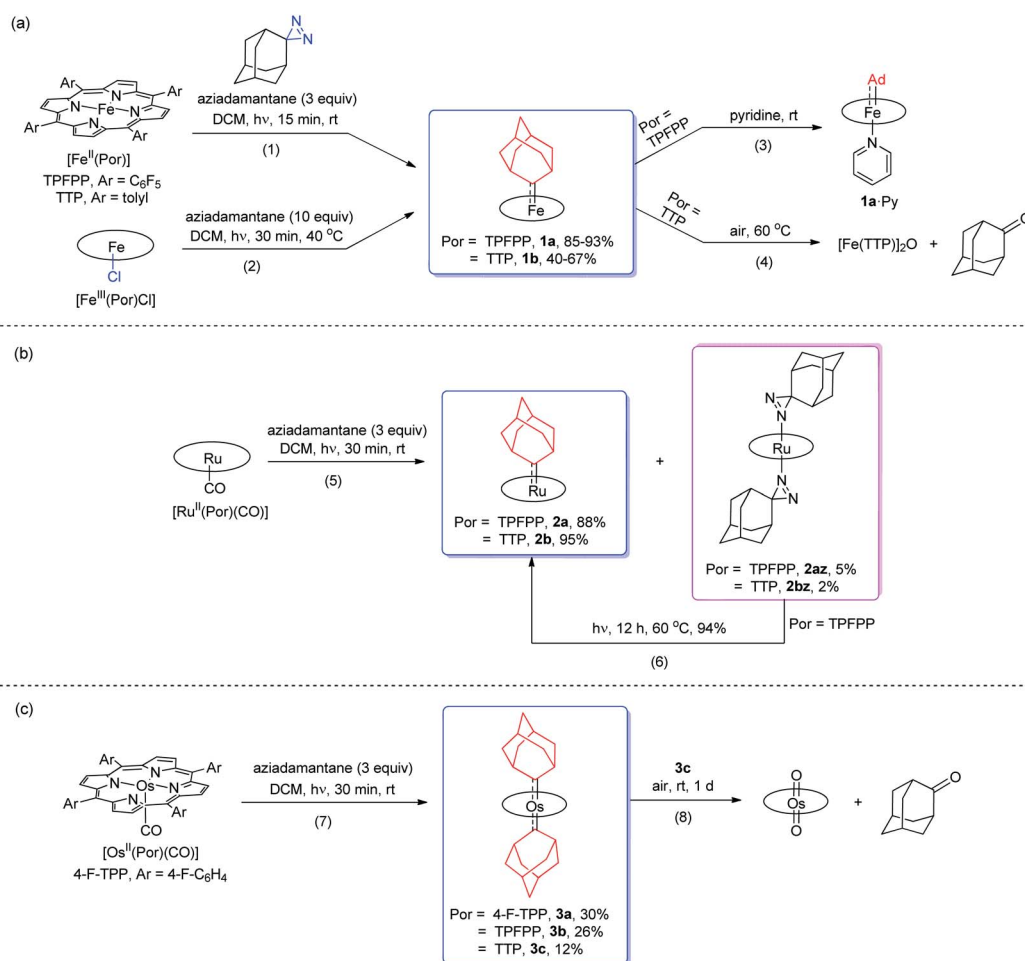 (a)
N
N
Ar
Ar
Ar
Ar
N
N
Fe
N
N
[Fe^II(Por)]
TPFPP, Ar = C6F5
TTP, Ar = tolyl
aziadamantane (3 equiv)
DCM, hν, 15 min, rt
(1)
Fe
Cl
[Fe^III(Por)Cl]
aziadamantane (10 equiv)
DCM, hν, 30 min, 40 °C
(2)
Fe
Por = TPFPP, 1a, 85-93%
= TTP, 1b, 40-67%
Por =
TPFPP
pyridine, rt
(3)
Ad
Fe
N
1a·Py
Por =
TTP
air, 60 °C
(4)
[Fe(TTP)]2O +
O
(b)
Ru
CO
[Ru^II(Por)(CO)]
aziadamantane (3 equiv)
DCM, hν, 30 min, rt
(5)
Ru
Por = TPFPP, 2a, 88%
= TTP, 2b, 95%
+
N
N
Ru
N
N
Por = TPFPP, 2az, 5%
= TTP, 2bz, 2%
Por = TPFPP
hν, 12 h, 60 °C, 94%
(6)
(c)
Ar
Ar
Ar
Ar
N
N
Os
N
N
CO
[Os^II(Por)(CO)]
4-F-TPP, Ar = 4-F-C6H4
aziadamantane (3 equiv)
DCM, hν, 30 min, rt
(7)
Os
Por = 4-F-TPP, 3a, 30%
= TPFPP, 3b, 26%
= TTP, 3c, 12%
3c
air, rt, 1 d
(8)
O
Os
O
+
O